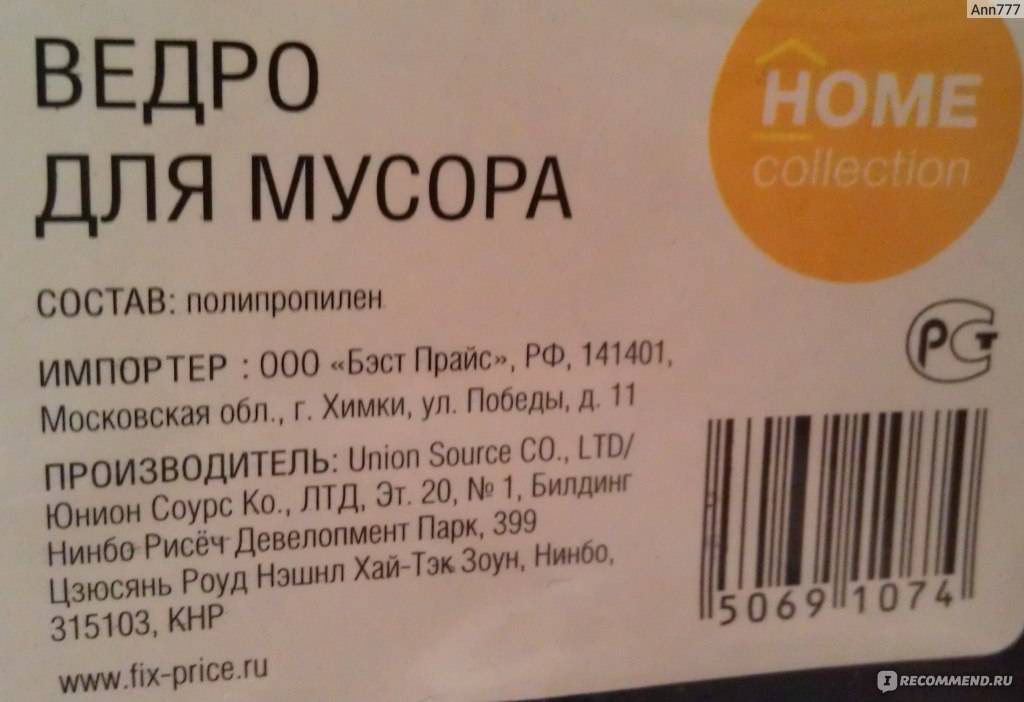 Ann777
ВЕДРО
ДЛЯ МУСОРА
HOME
collection
СОСТАВ: полипропилен
РСТ
ИМПОРТЕР : ООО «Бэст Прайс», РФ, 141401,
Московская обл., г. Химки, ул. Победы, д. 11
ПРОИЗВОДИТЕЛЬ: Union Source CO., LTD/
Юнион Соурс Ко., ЛТД, Эт. 20, № 1, Билдинг
Нинбо Рисёч Девелопмент Парк, 399
Цзюсянь Роуд Нэшнл Хай-Тэк Зоун, Нинбо,
315103, КНР
www.fix-price.ru
5069 1074
IRECOMMEND.RU